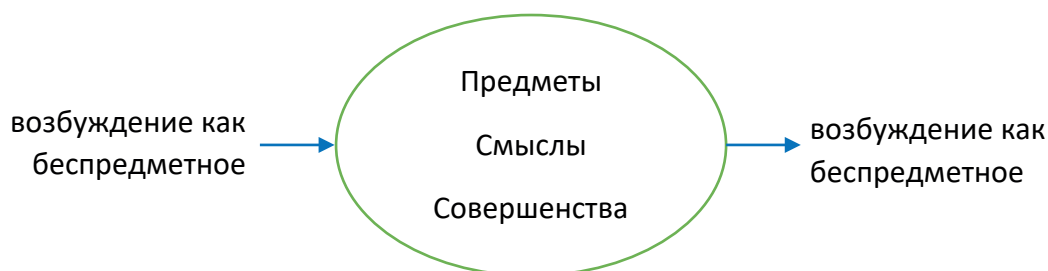 возбуждение как
беспредметное
Предметы
Смыслы
Совершенства
возбуждение как
беспредметное